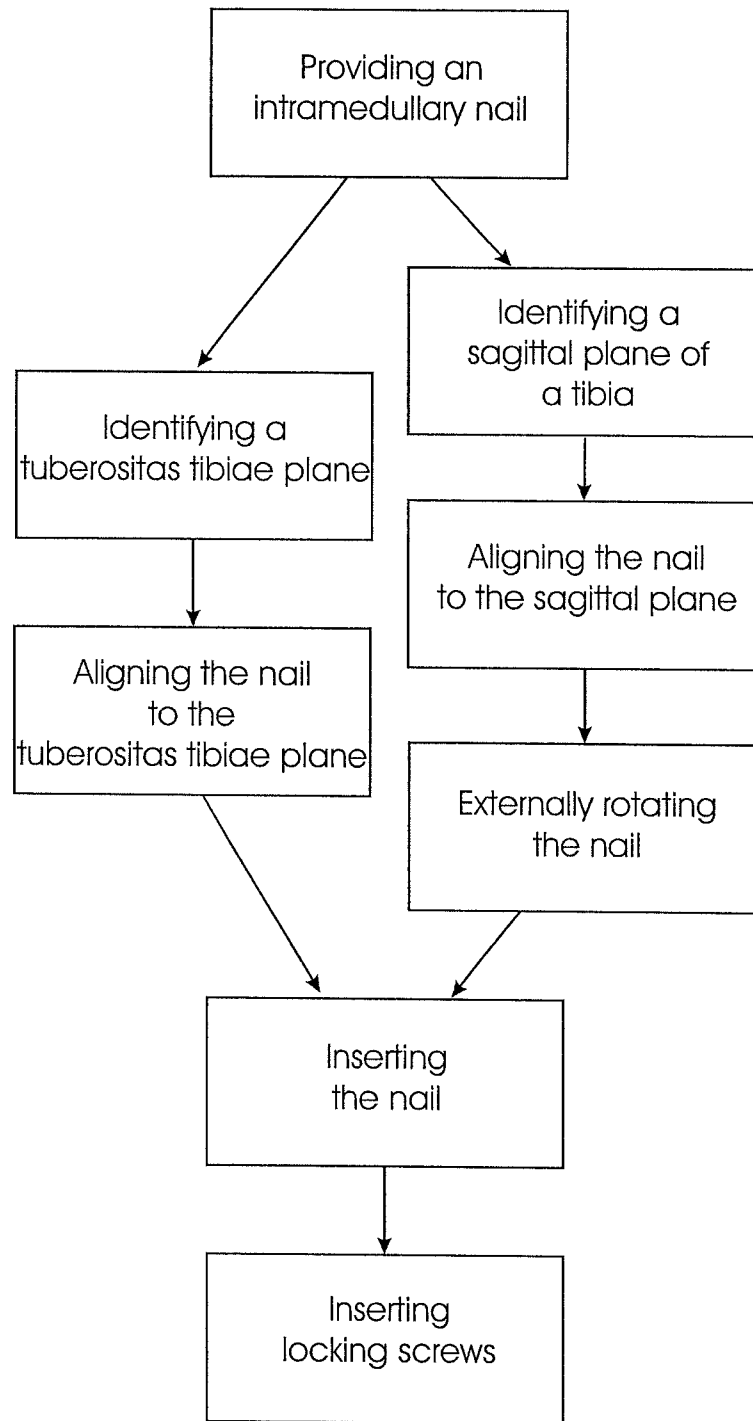 Providing an
intramedullary nail
Identifying a
sagittal plane of
a tibia
Identifying a
tuberositas tibiae plane
Aligning the nail
to the sagittal plane
Aligning the nail
to the
tuberositas tibiae plane
Externally rotating
the nail
Inserting
the nail
Inserting
locking screws